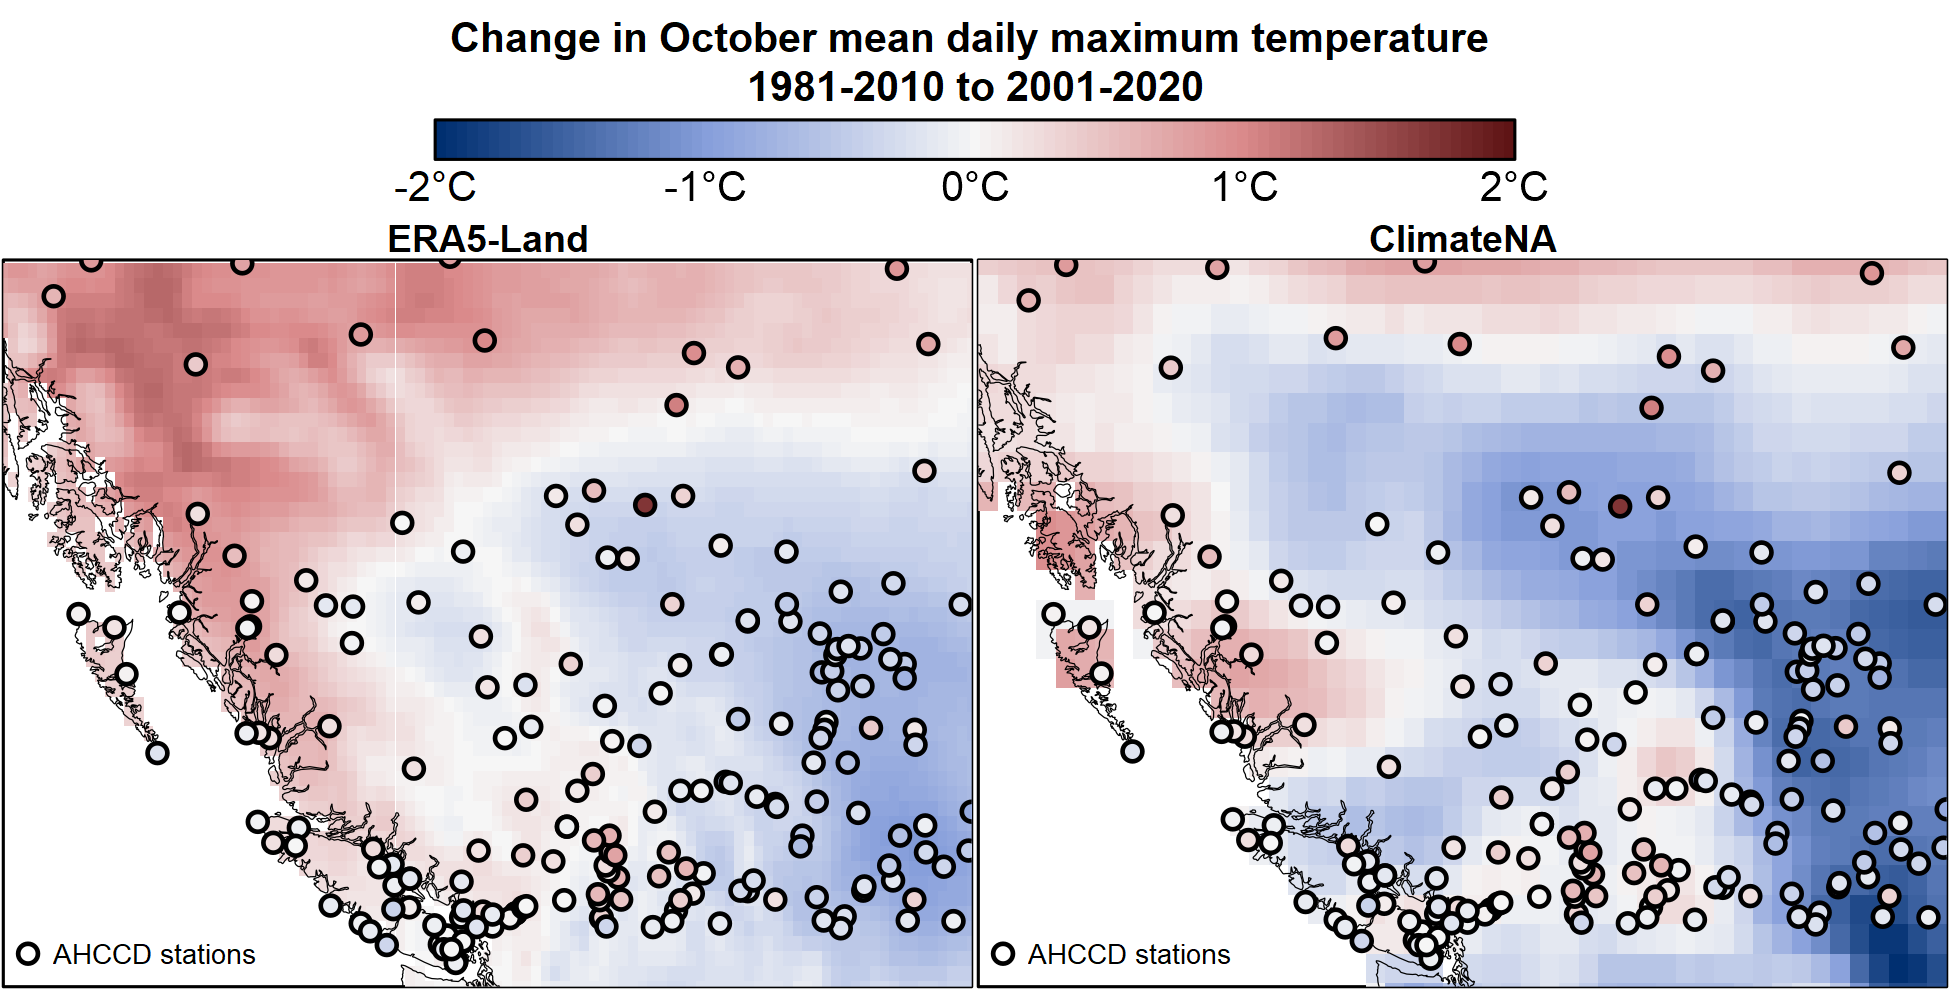 Change in October mean daily maximum temperature
1981-2010 to 2001-2020
-2°C -1°C 0°C 1°C 2°C
ERA5-Land ClimateNA
AHCCD stations AHCCD stations